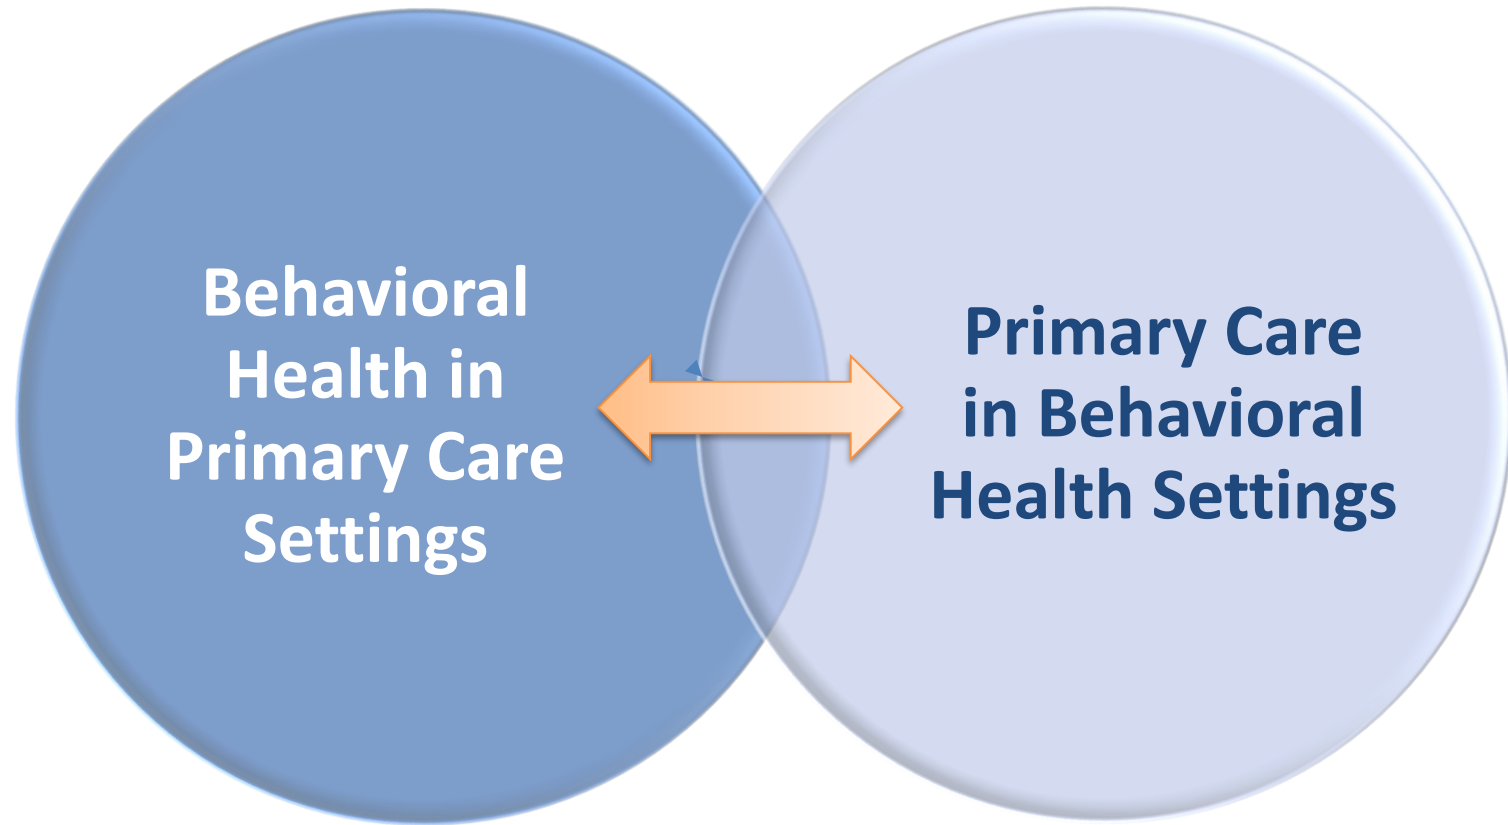 Behavioral
Health in
Primary Care
Settings
Primary Care
in Behavioral
Health Settings